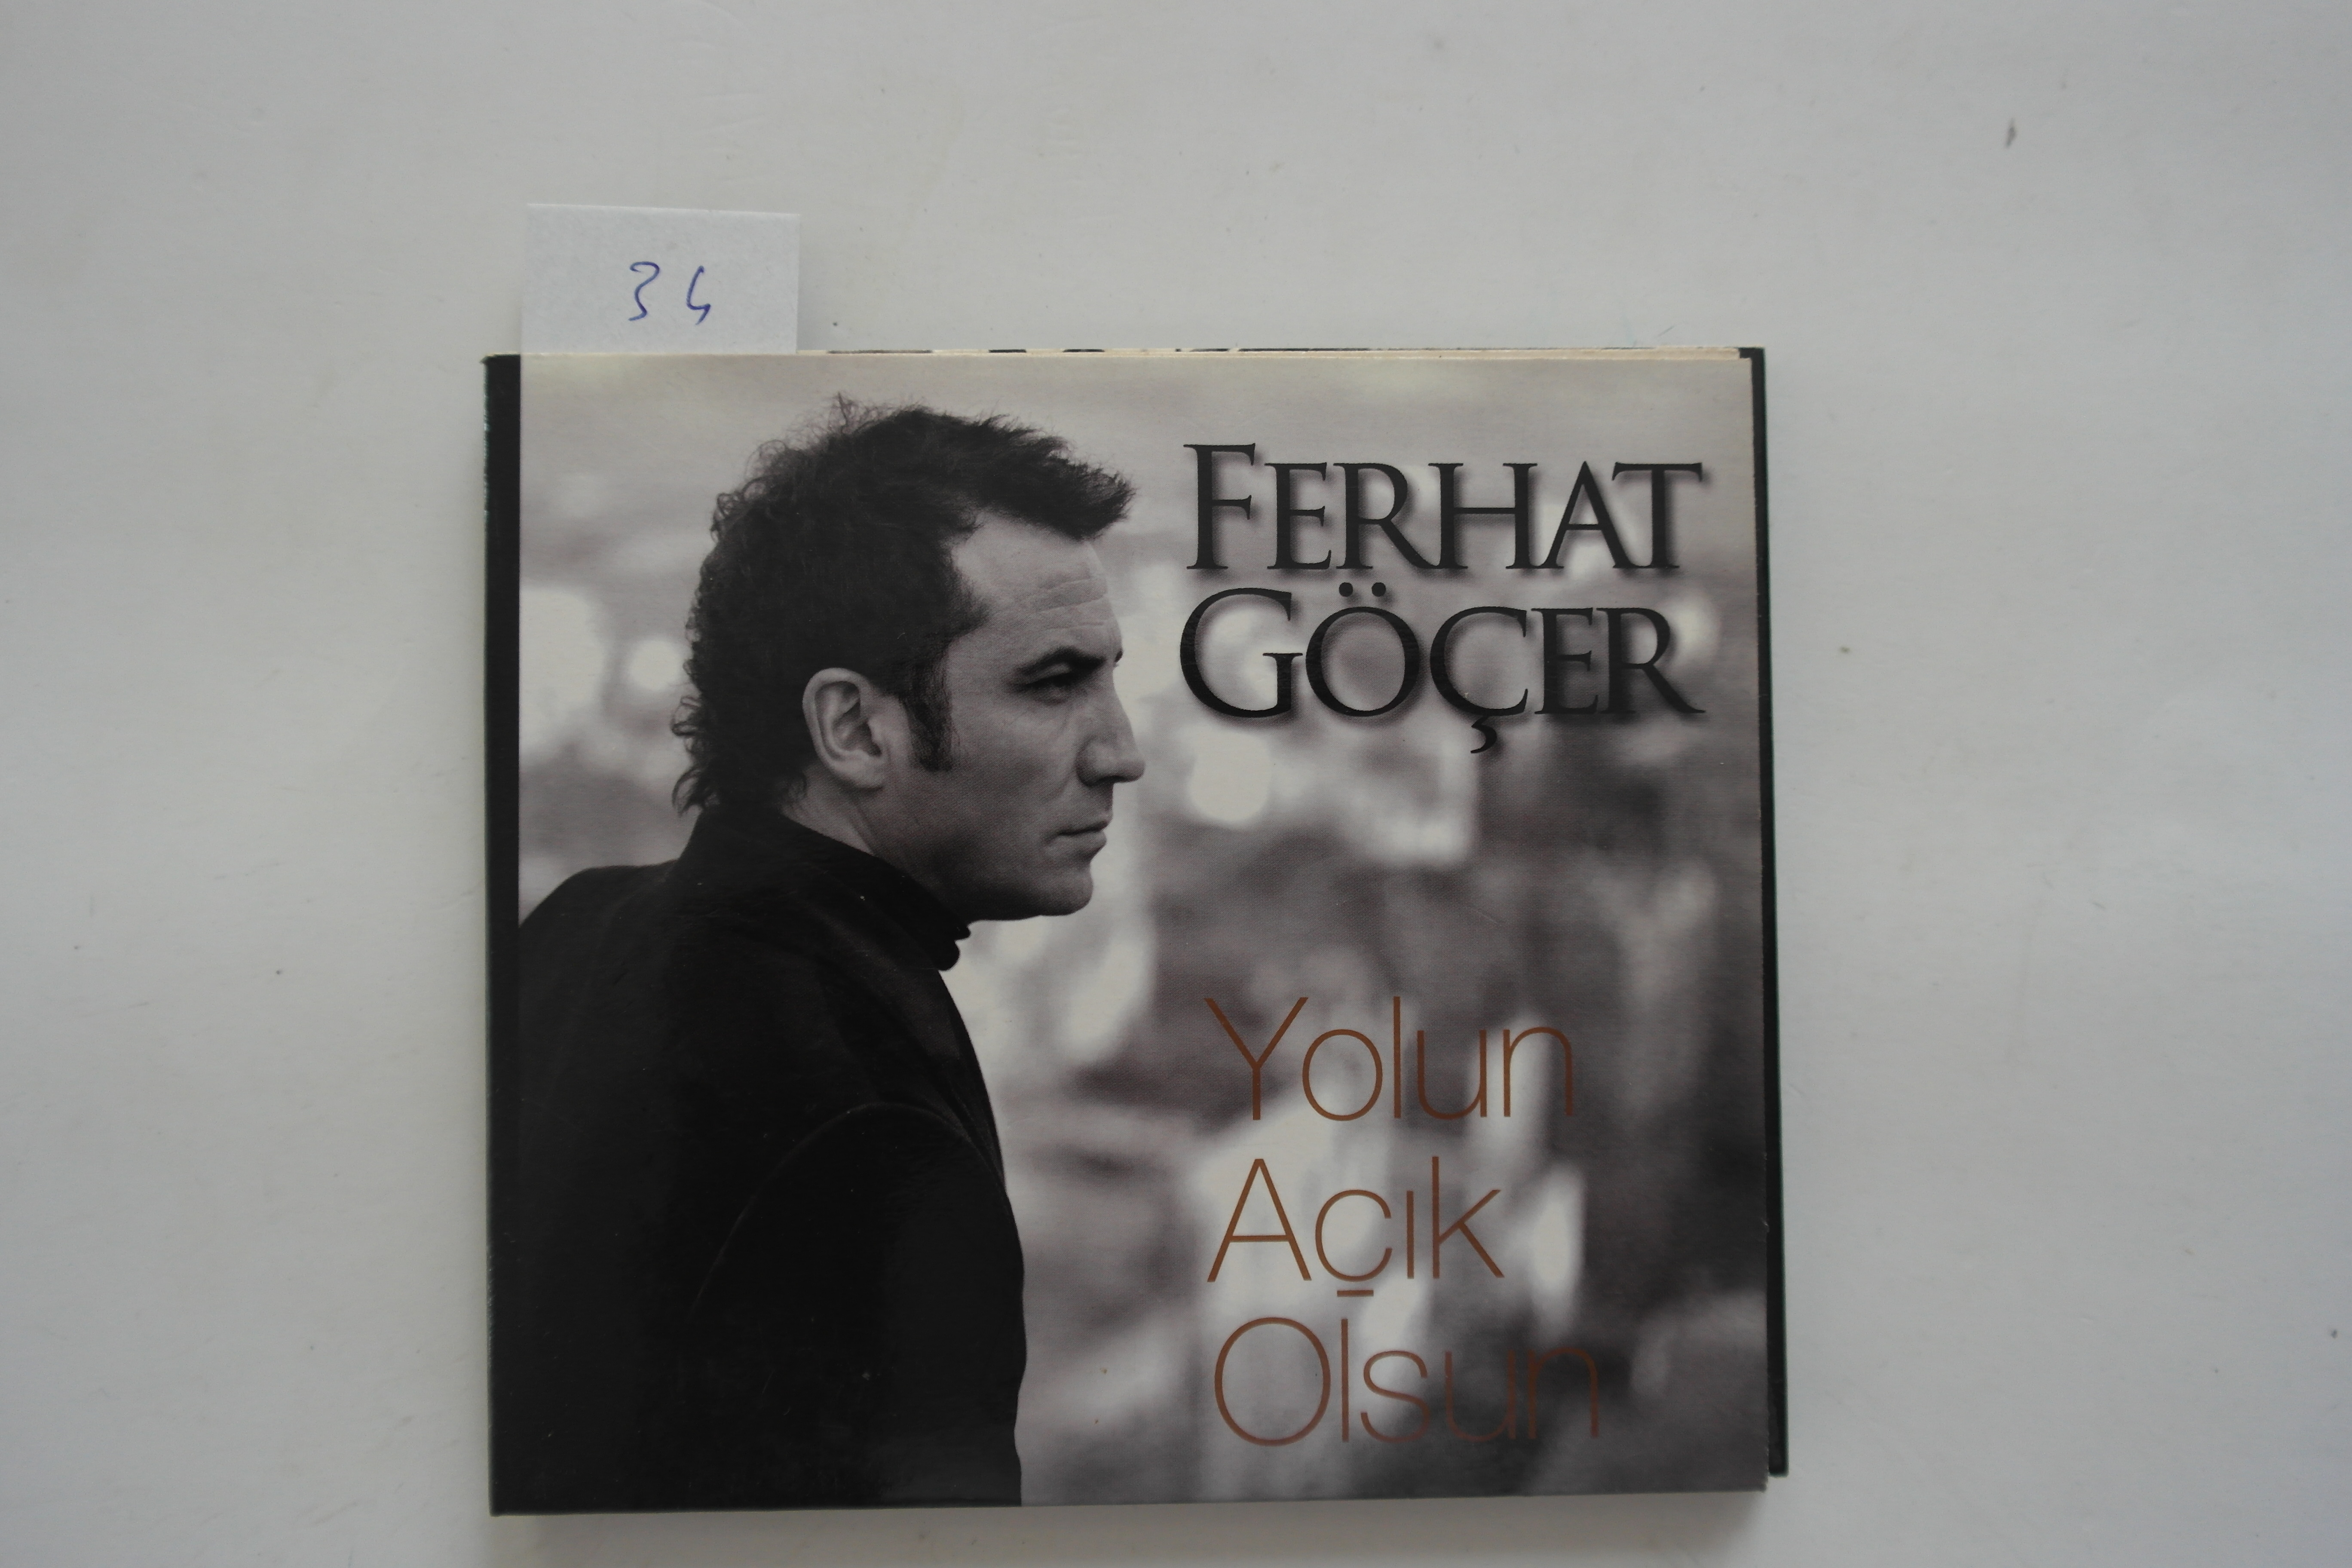 34
FERHAT
GÖÇER
Yolun
Açık
Olsun